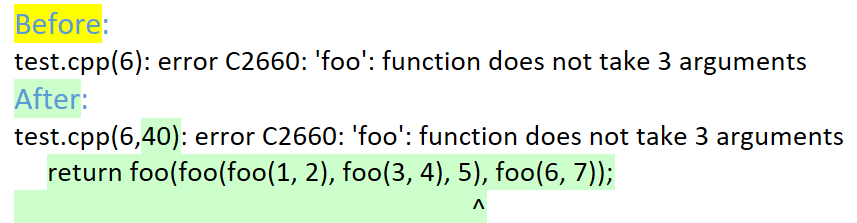 Before:
test.cpp(6): error C2660: 'foo': function does not take 3 arguments
After:
test.cpp(6,40): error C2660: 'foo': function does not take 3 arguments
return foo(foo(foo(1, 2), foo(3, 4), 5), foo(6, 7));
^